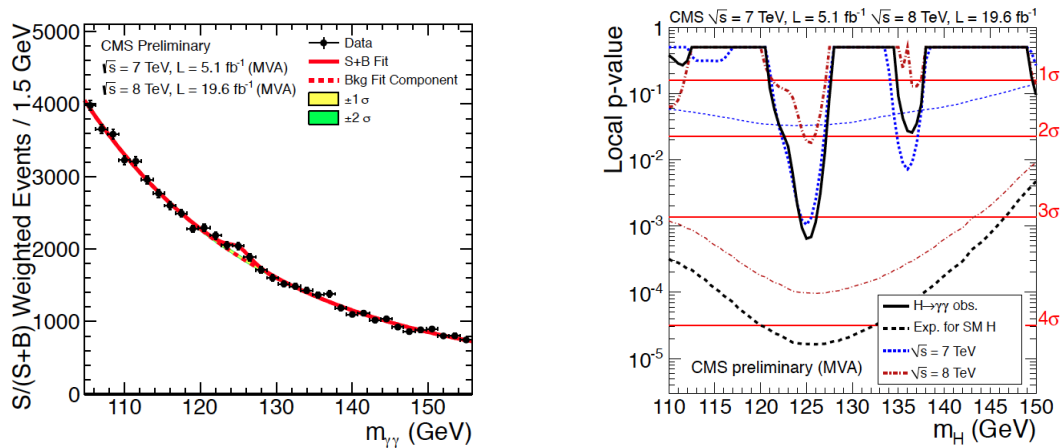 S/(S+B) Weighted Events / 1.5 GeV
5000
4000
3000
2000
1000
0
CMS Preliminary
√s = 7 TeV, L = 5.1 fb⁻¹ (MVA)
√s = 8 TeV, L = 19.6 fb⁻¹ (MVA)
Data
S+B Fit
Bkg Fit Component
±1 σ
±2 σ
110 120 130 140 150
m_γγ (GeV)
CMS √s = 7 TeV, L = 5.1 fb⁻¹ √s = 8 TeV, L = 19.6 fb⁻¹
Local p-value
1
10⁻¹
10⁻²
10⁻³
10⁻⁴
10⁻⁵
1σ
2σ
3σ
4σ
H→γγ obs.
Exp. for SM H
√s = 7 TeV
√s = 8 TeV
CMS preliminary (MVA)
110 115 120 125 130 135 140 145 150
m_H (GeV)